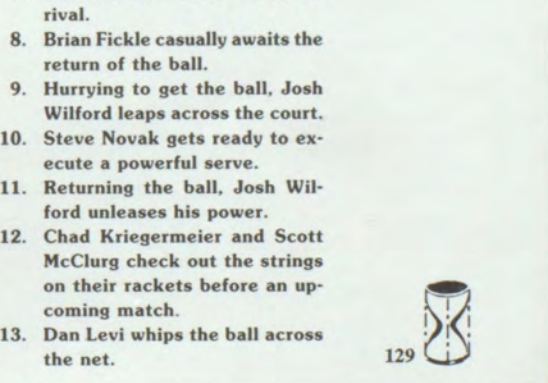 rival.
8. Brian Fickle casually awaits the
return of the ball.
9. Hurrying to get the ball, Josh
Wilford leaps across the court.
10. Steve Novak gets ready to ex-
ecute a powerful serve.
11. Returning the ball, Josh Wil-
ford unleases his power.
12. Chad Kriegermeier and Scott
McClurg check out the strings
on their rackets before an up-
coming match.
13. Dan Levi whips the ball across
the net.
129